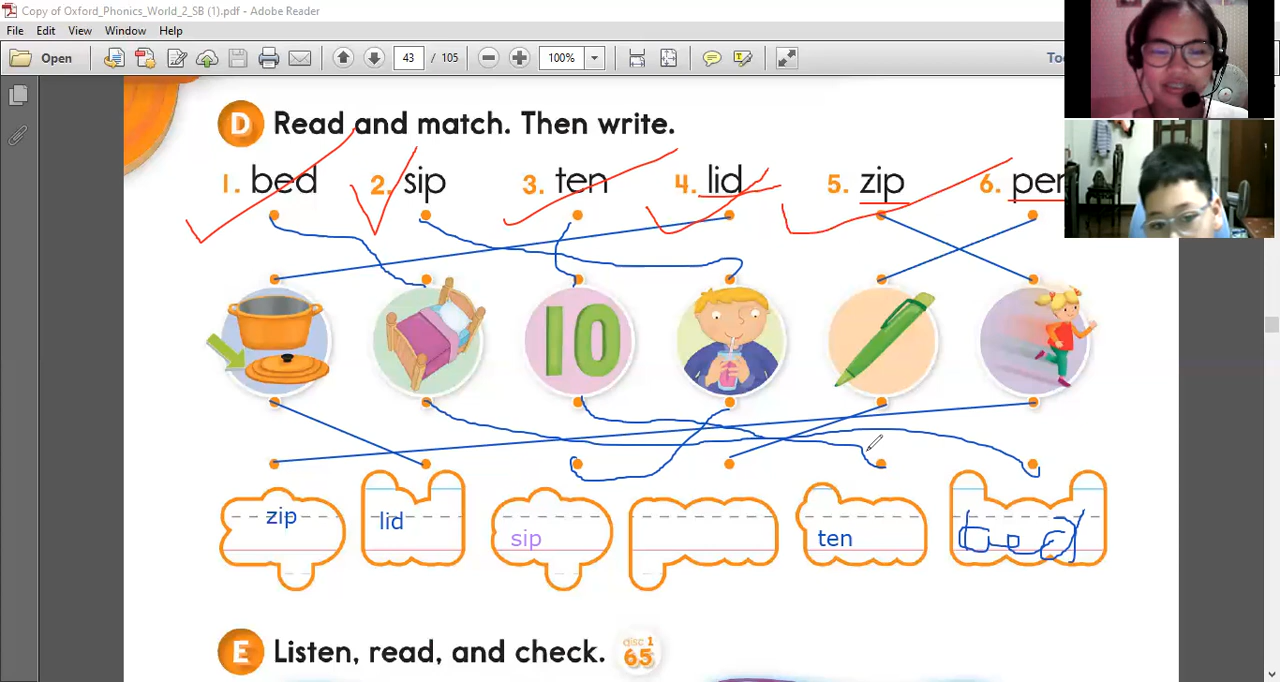 Copy of Oxford_Phonics_World_2_SB (1).pdf - Adobe Reader
File Edit View Window Help
Open 43 / 105 100%
D Read and match. Then write.
1. bed 2. sip 3. ten 4. lid 5. zip 6.
10
zip lid sip ten bed
E Listen, read, and check. disc 1 65